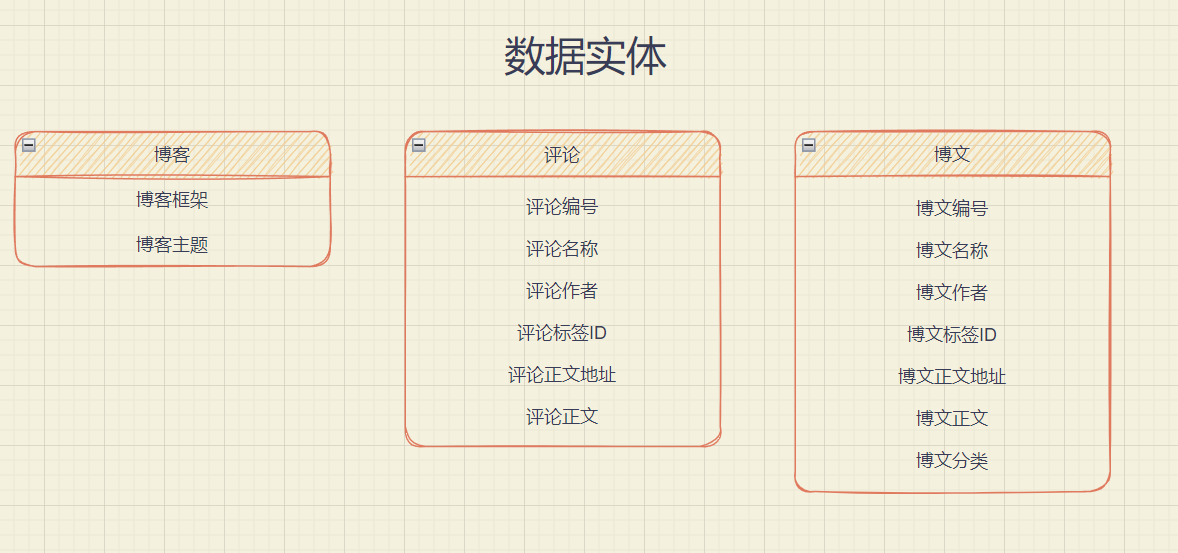 数据实体
博客
博客框架
博客主题
评论
评论编号
评论名称
评论作者
评论标签ID
评论正文地址
评论正文
博文
博文编号
博文名称
博文作者
博文标签ID
博文正文地址
博文正文
博文分类